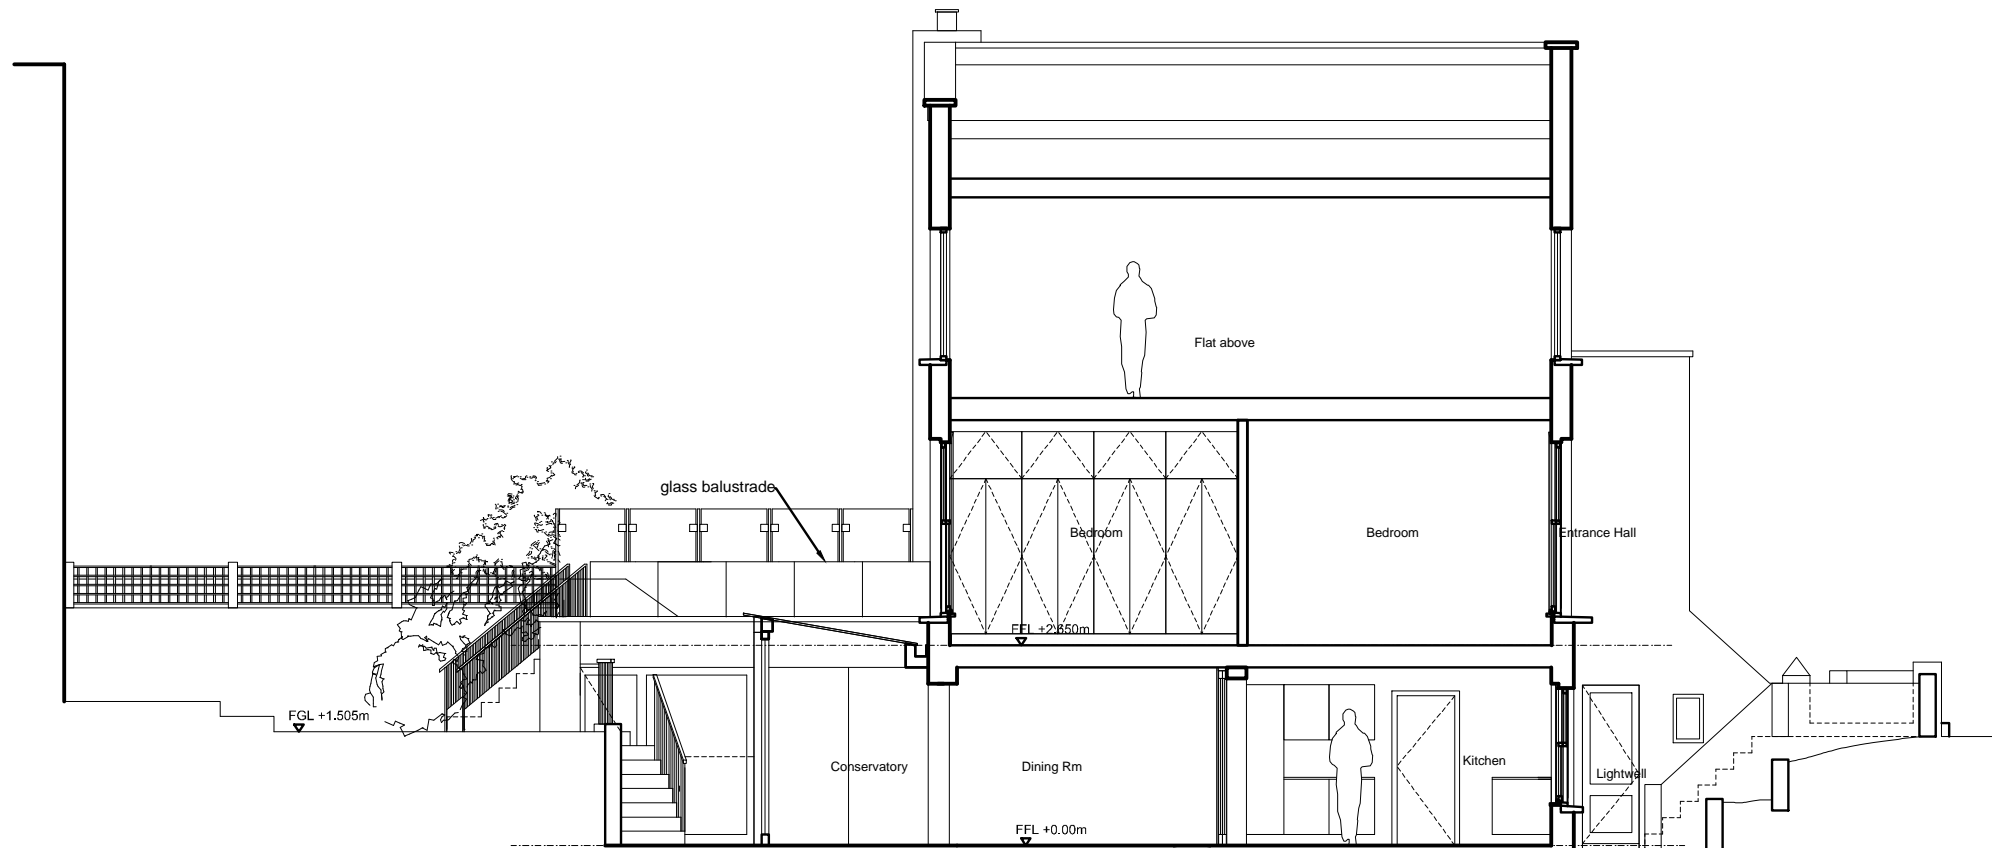 Flat above
glass balustrade
Bedroom
Bedroom
Entrance Hall
FFL +2.650m
FGL +1.505m
Conservatory
Dining Rm
Kitchen
Lightwell
FFL +0.00m